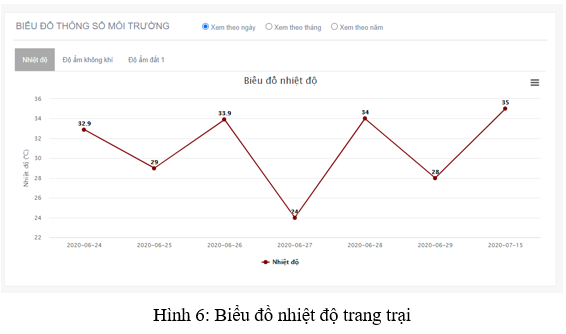 BIỂU ĐỒ THÔNG SỐ MÔI TRƯỜNG
Xem theo ngày Xem theo tháng Xem theo năm
Nhiệt độ Độ ẩm không khí Độ ẩm đất 1
Biểu đồ nhiệt độ
Nhiệt độ (°C)
36
34
32
30
28
26
24
22
32.9
29
33.9
24
34
28
35
2020-06-24 2020-06-25 2020-06-26 2020-06-27 2020-06-28 2020-06-29 2020-07-15
Nhiệt độ
Hình 6: Biểu đồ nhiệt độ trang trại